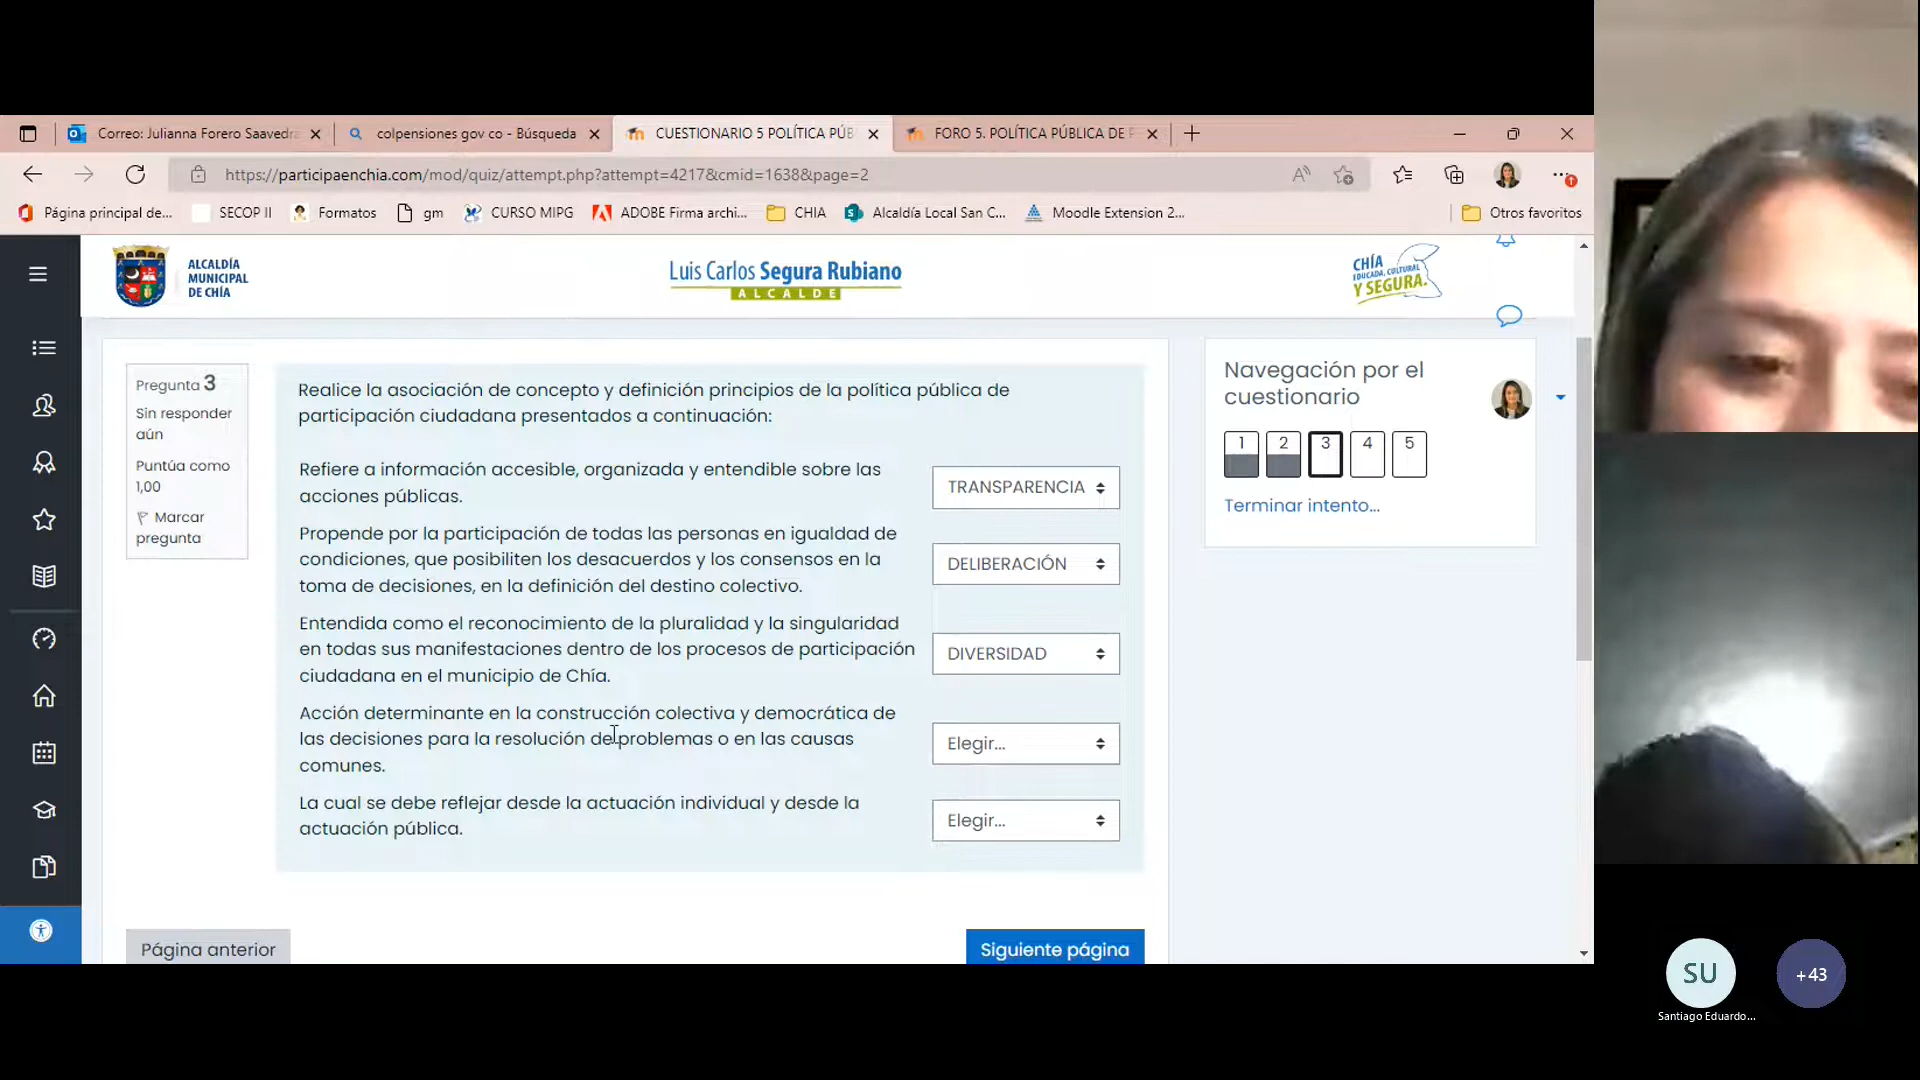 Correo: Julianna Forero Saavedra
colpensiones gov co - Búsqueda
CUESTIONARIO 5 POLÍTICA PÚB
FORO 5. POLÍTICA PÚBLICA DE P
https://participaenchia.com/mod/quiz/attempt.php?attempt=4217&cmid=1638&page=2
Página principal de...
SECOP II
Formatos
gm
CURSO MIPG
ADOBE Firma archi...
CHIA
Alcaldía Local San C...
Moodle Extension 2...
Otros favoritos
ALCALDÍA
MUNICIPAL
DE CHÍA
Luis Carlos Segura Rubiano
ALCALDE
CHÍA
EDUCADA, CULTURAL
Y SEGURA.
Pregunta 3
Sin responder
aún
Puntúa como
1,00
Marcar
pregunta
Realice la asociación de concepto y definición principios de la política pública de
participación ciudadana presentados a continuación:
Refiere a información accesible, organizada y entendible sobre las
acciones públicas.
TRANSPARENCIA
Propende por la participación de todas las personas en igualdad de
condiciones, que posibiliten los desacuerdos y los consensos en la
toma de decisiones, en la definición del destino colectivo.
DELIBERACIÓN
Entendida como el reconocimiento de la pluralidad y la singularidad
en todas sus manifestaciones dentro de los procesos de participación
ciudadana en el municipio de Chía.
DIVERSIDAD
Acción determinante en la construcción colectiva y democrática de
las decisiones para la resolución de problemas o en las causas
comunes.
Elegir...
La cual se debe reflejar desde la actuación individual y desde la
actuación pública.
Elegir...
Página anterior
Siguiente página
Navegación por el
cuestionario
1 2 3 4 5
Terminar intento...
SU
Santiago Eduardo...
+43